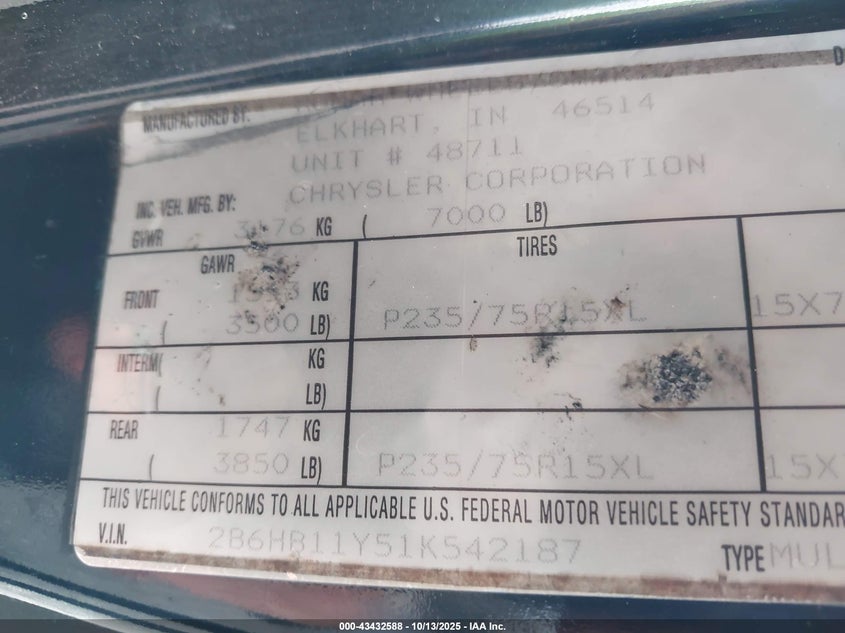 D
MANUFACTURED BY:
ELKHART, IN 46514
UNIT # 48711
INC. VEH. MFG. BY: CHRYSLER CORPORATION
GVWR 3176 KG ( 7000 LB)
GAWR TIRES
FRONT KG
( 3500 LB) P235/75R15XL 15X7
INTERM( KG
( LB)
REAR 1747 KG
( 3850 LB) P235/75R15XL 15X
THIS VEHICLE CONFORMS TO ALL APPLICABLE U.S. FEDERAL MOTOR VEHICLE SAFETY STANDAR
V.I.N. 2B6HB11Y51K542187 TYPE MUL
000-43432588 - 10/13/2025 - IAA Inc.